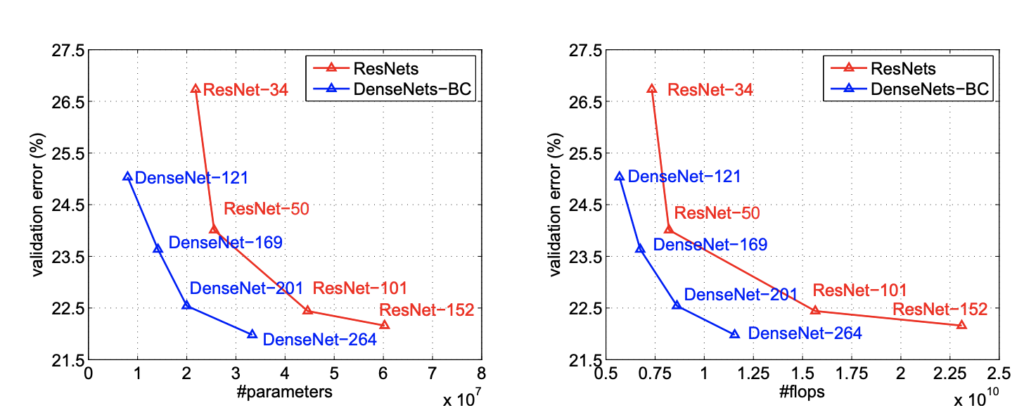 27.5
26.5
25.5
24.5
23.5
22.5
21.5
validation error (%)
ResNets
DenseNets−BC
ResNet−34
DenseNet−121
ResNet−50
DenseNet−169
DenseNet−201
ResNet−101
ResNet−152
DenseNet−264
0 1 2 3 4 5 6 7 8
#parameters
x 10^7
27.5
26.5
25.5
24.5
23.5
22.5
21.5
validation error (%)
ResNets
DenseNets−BC
ResNet−34
DenseNet−121
ResNet−50
DenseNet−169
DenseNet−201
ResNet−101
ResNet−152
DenseNet−264
0.5 0.75 1 1.25 1.5 1.75 2 2.25 2.5
#flops
x 10^10